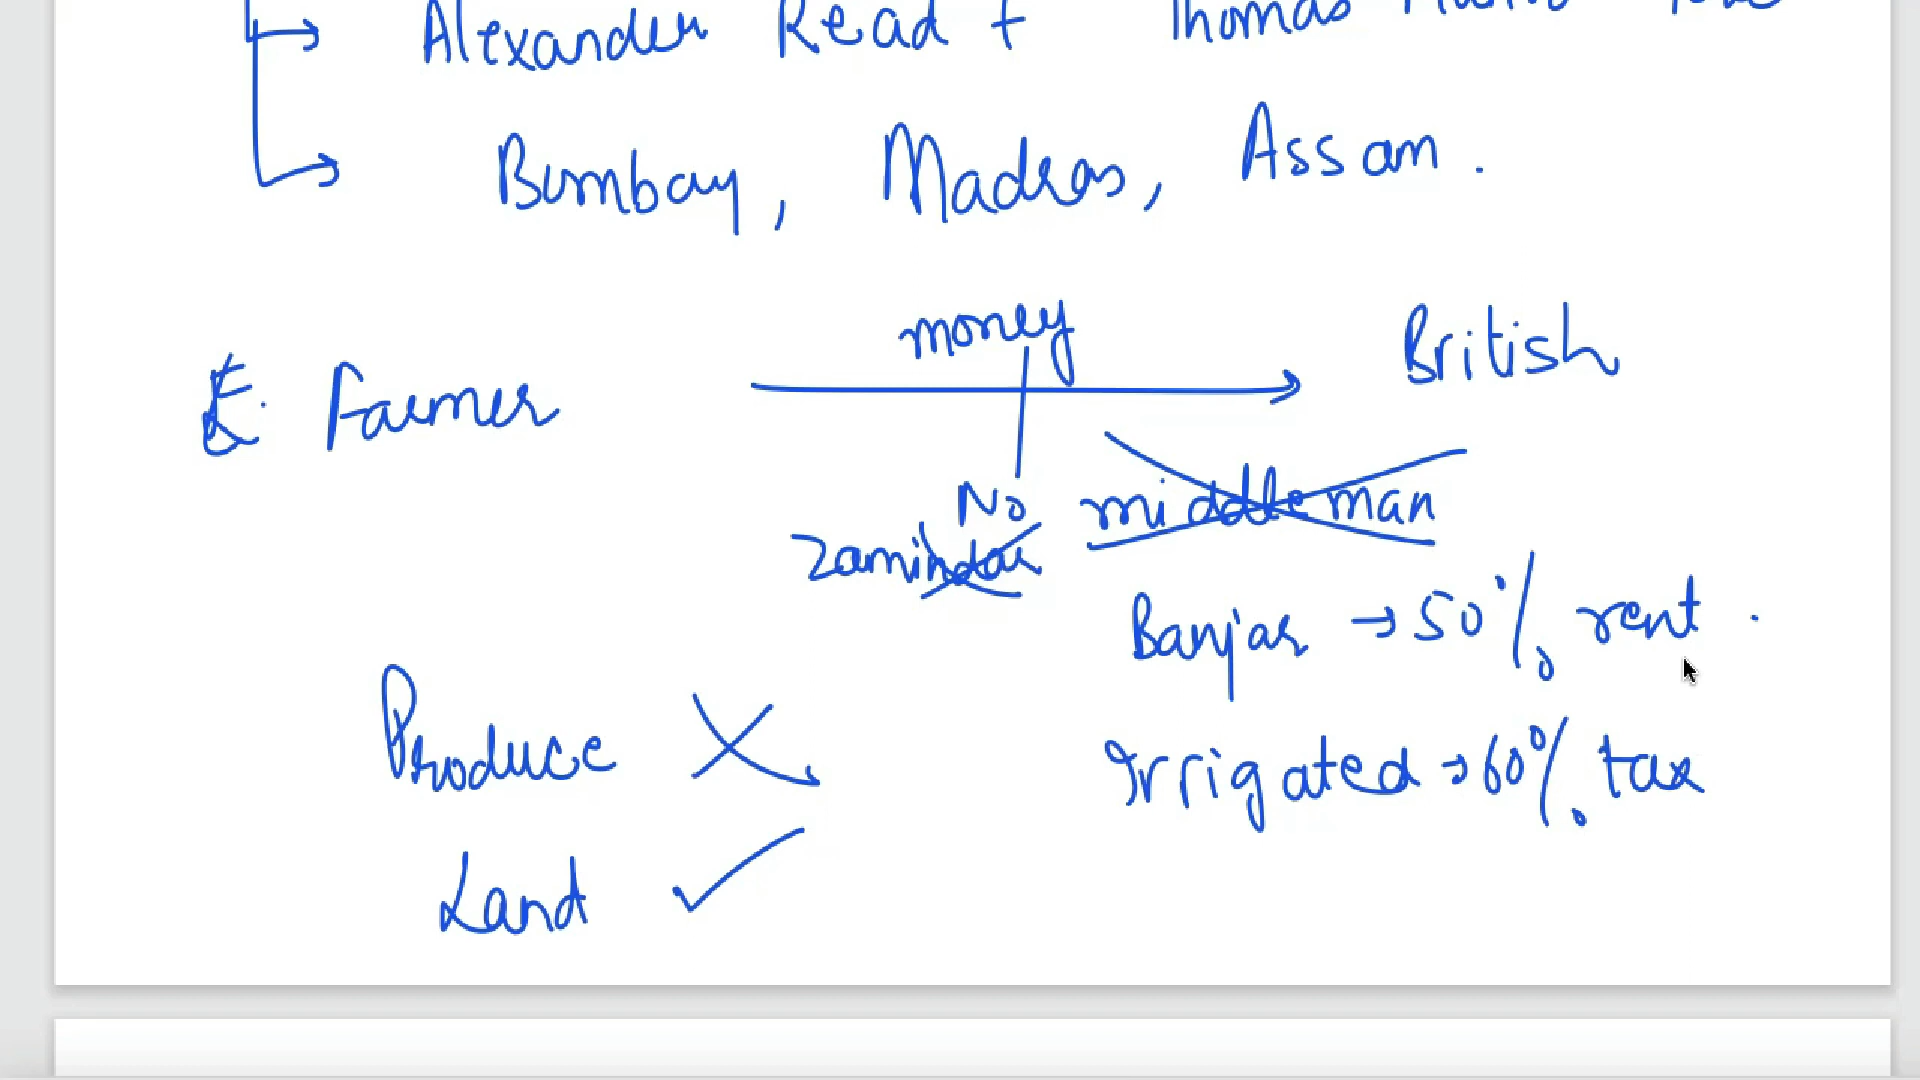 → Alexander Read + Thomas
→ Bombay, Madras, Assam.
money
Farmer → British
No middleman
Zamindar
Banjar → 50% rent.
Produce ✗
Irrigated → 60% tax
Land ✓